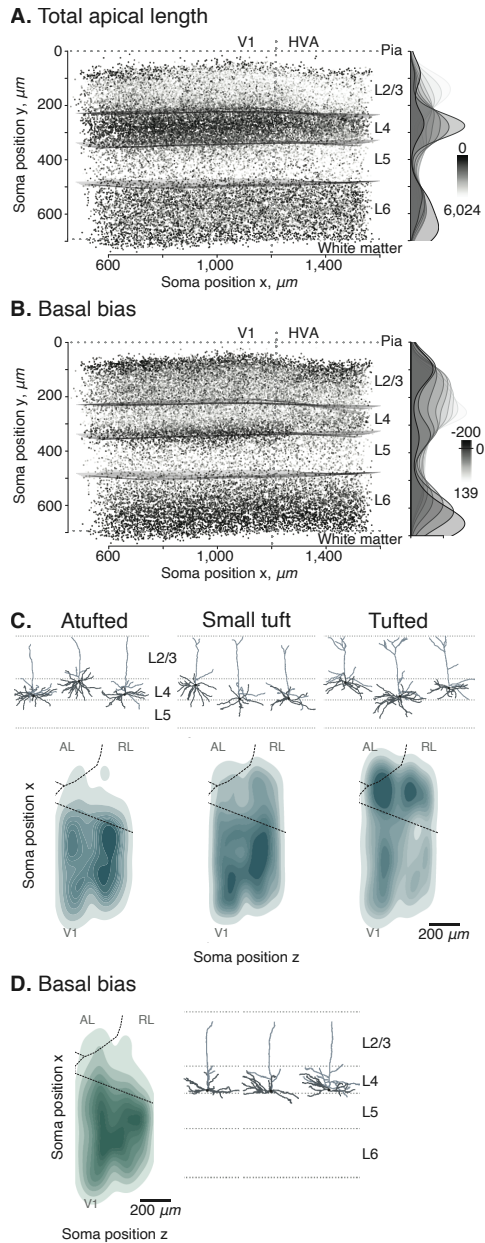 A. Total apical length
V1 HVA
Pia
0
200
400
600
Soma position y, µm
L2/3
L4
L5
L6
White matter
600 1,000 1,400
Soma position x, µm
0
6,024
B. Basal bias
V1 HVA
Pia
0
200
400
600
Soma position y, µm
L2/3
L4
L5
L6
White matter
600 1,000 1,400
Soma position x, µm
-200
0
139
C. Atufted Small tuft Tufted
L2/3
L4
L5
AL RL AL RL AL RL
Soma position x
V1 V1 V1
200 µm
Soma position z
D. Basal bias
AL RL
Soma position x
V1
200 µm
Soma position z
L2/3
L4
L5
L6